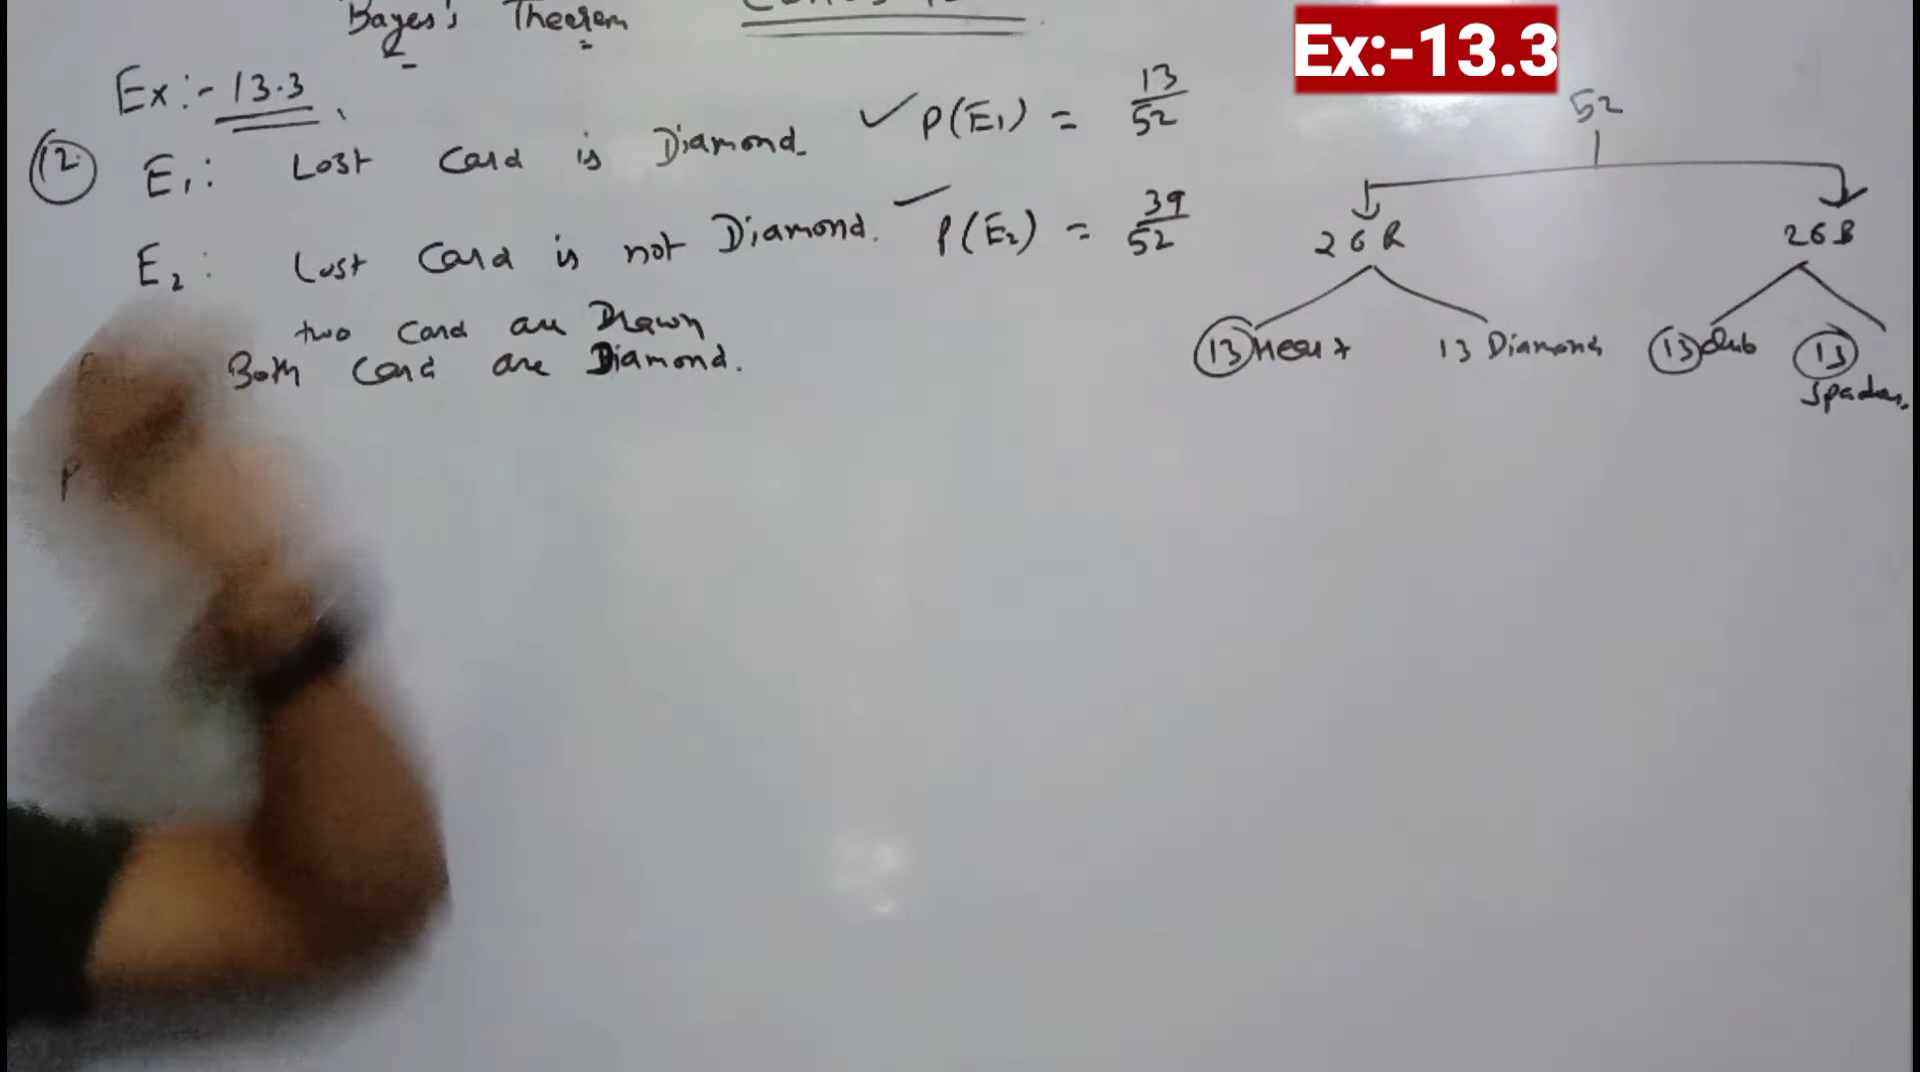 Bayes's Theorem
Ex:-13.3
Ex:- 13.3
(12.) E₁: Lost Card is Diamond. ✓ P(E₁) = 13/52
E₂: Lost Card is not Diamond. ✓ P(E₂) = 39/52
two Card are Drawn
Both Card are Diamond.
P
52
26 R 26 B
13 Heart 13 Diamond 13 club 13
Spades.